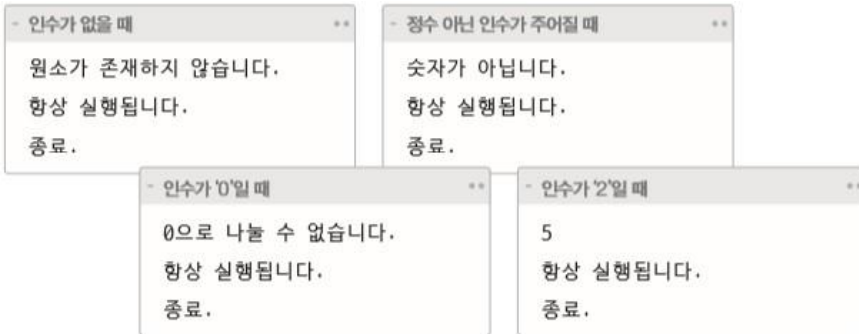 인수가 없을 때
원소가 존재하지 않습니다.
항상 실행됩니다.
종료.
정수 아닌 인수가 주어질 때
숫자가 아닙니다.
항상 실행됩니다.
종료.
인수가 '0'일 때
0으로 나눌 수 없습니다.
항상 실행됩니다.
종료.
인수가 '2'일 때
5
항상 실행됩니다.
종료.